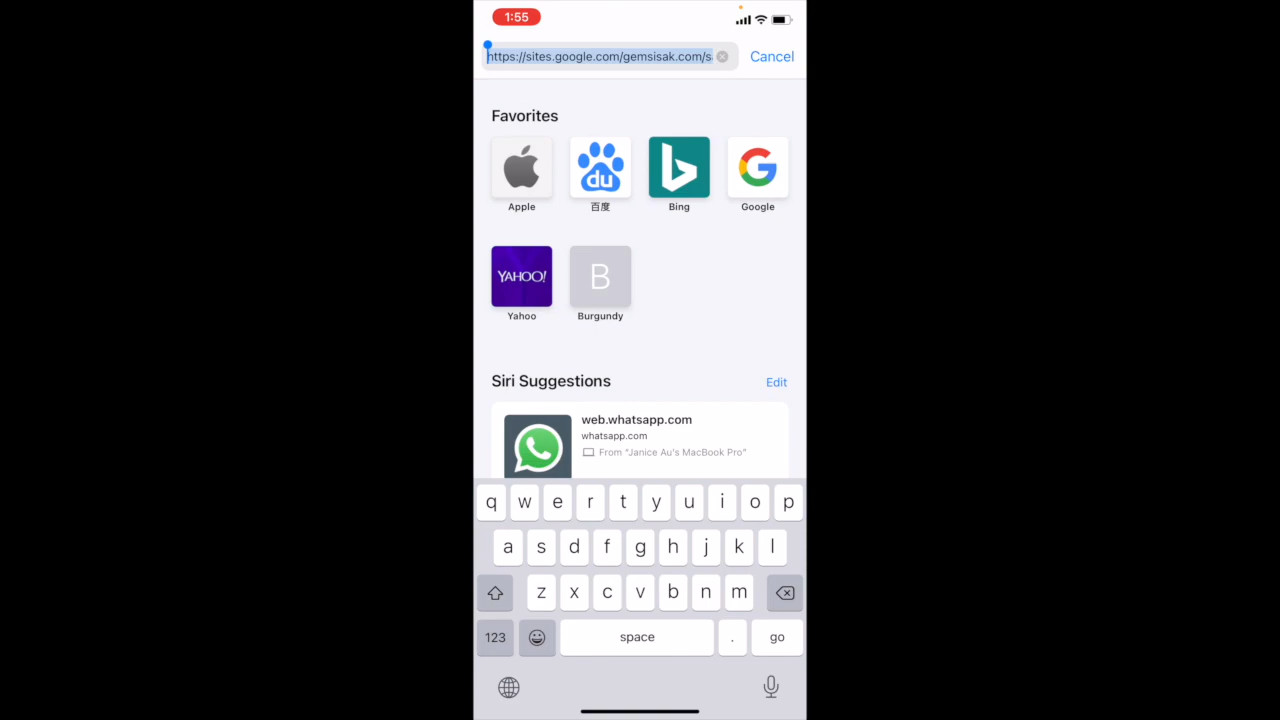 1:55
https://sites.google.com/gemsisak.com/s
Cancel
Favorites
du
Apple
百度
Bing
Google
YAHOO!
B
Yahoo
Burgundy
Siri Suggestions
Edit
web.whatsapp.com
whatsapp.com
From "Janice Au's MacBook Pro"
q w e r t y u i o p
a s d f g h j k l
z x c v b n m
123
space
.
go